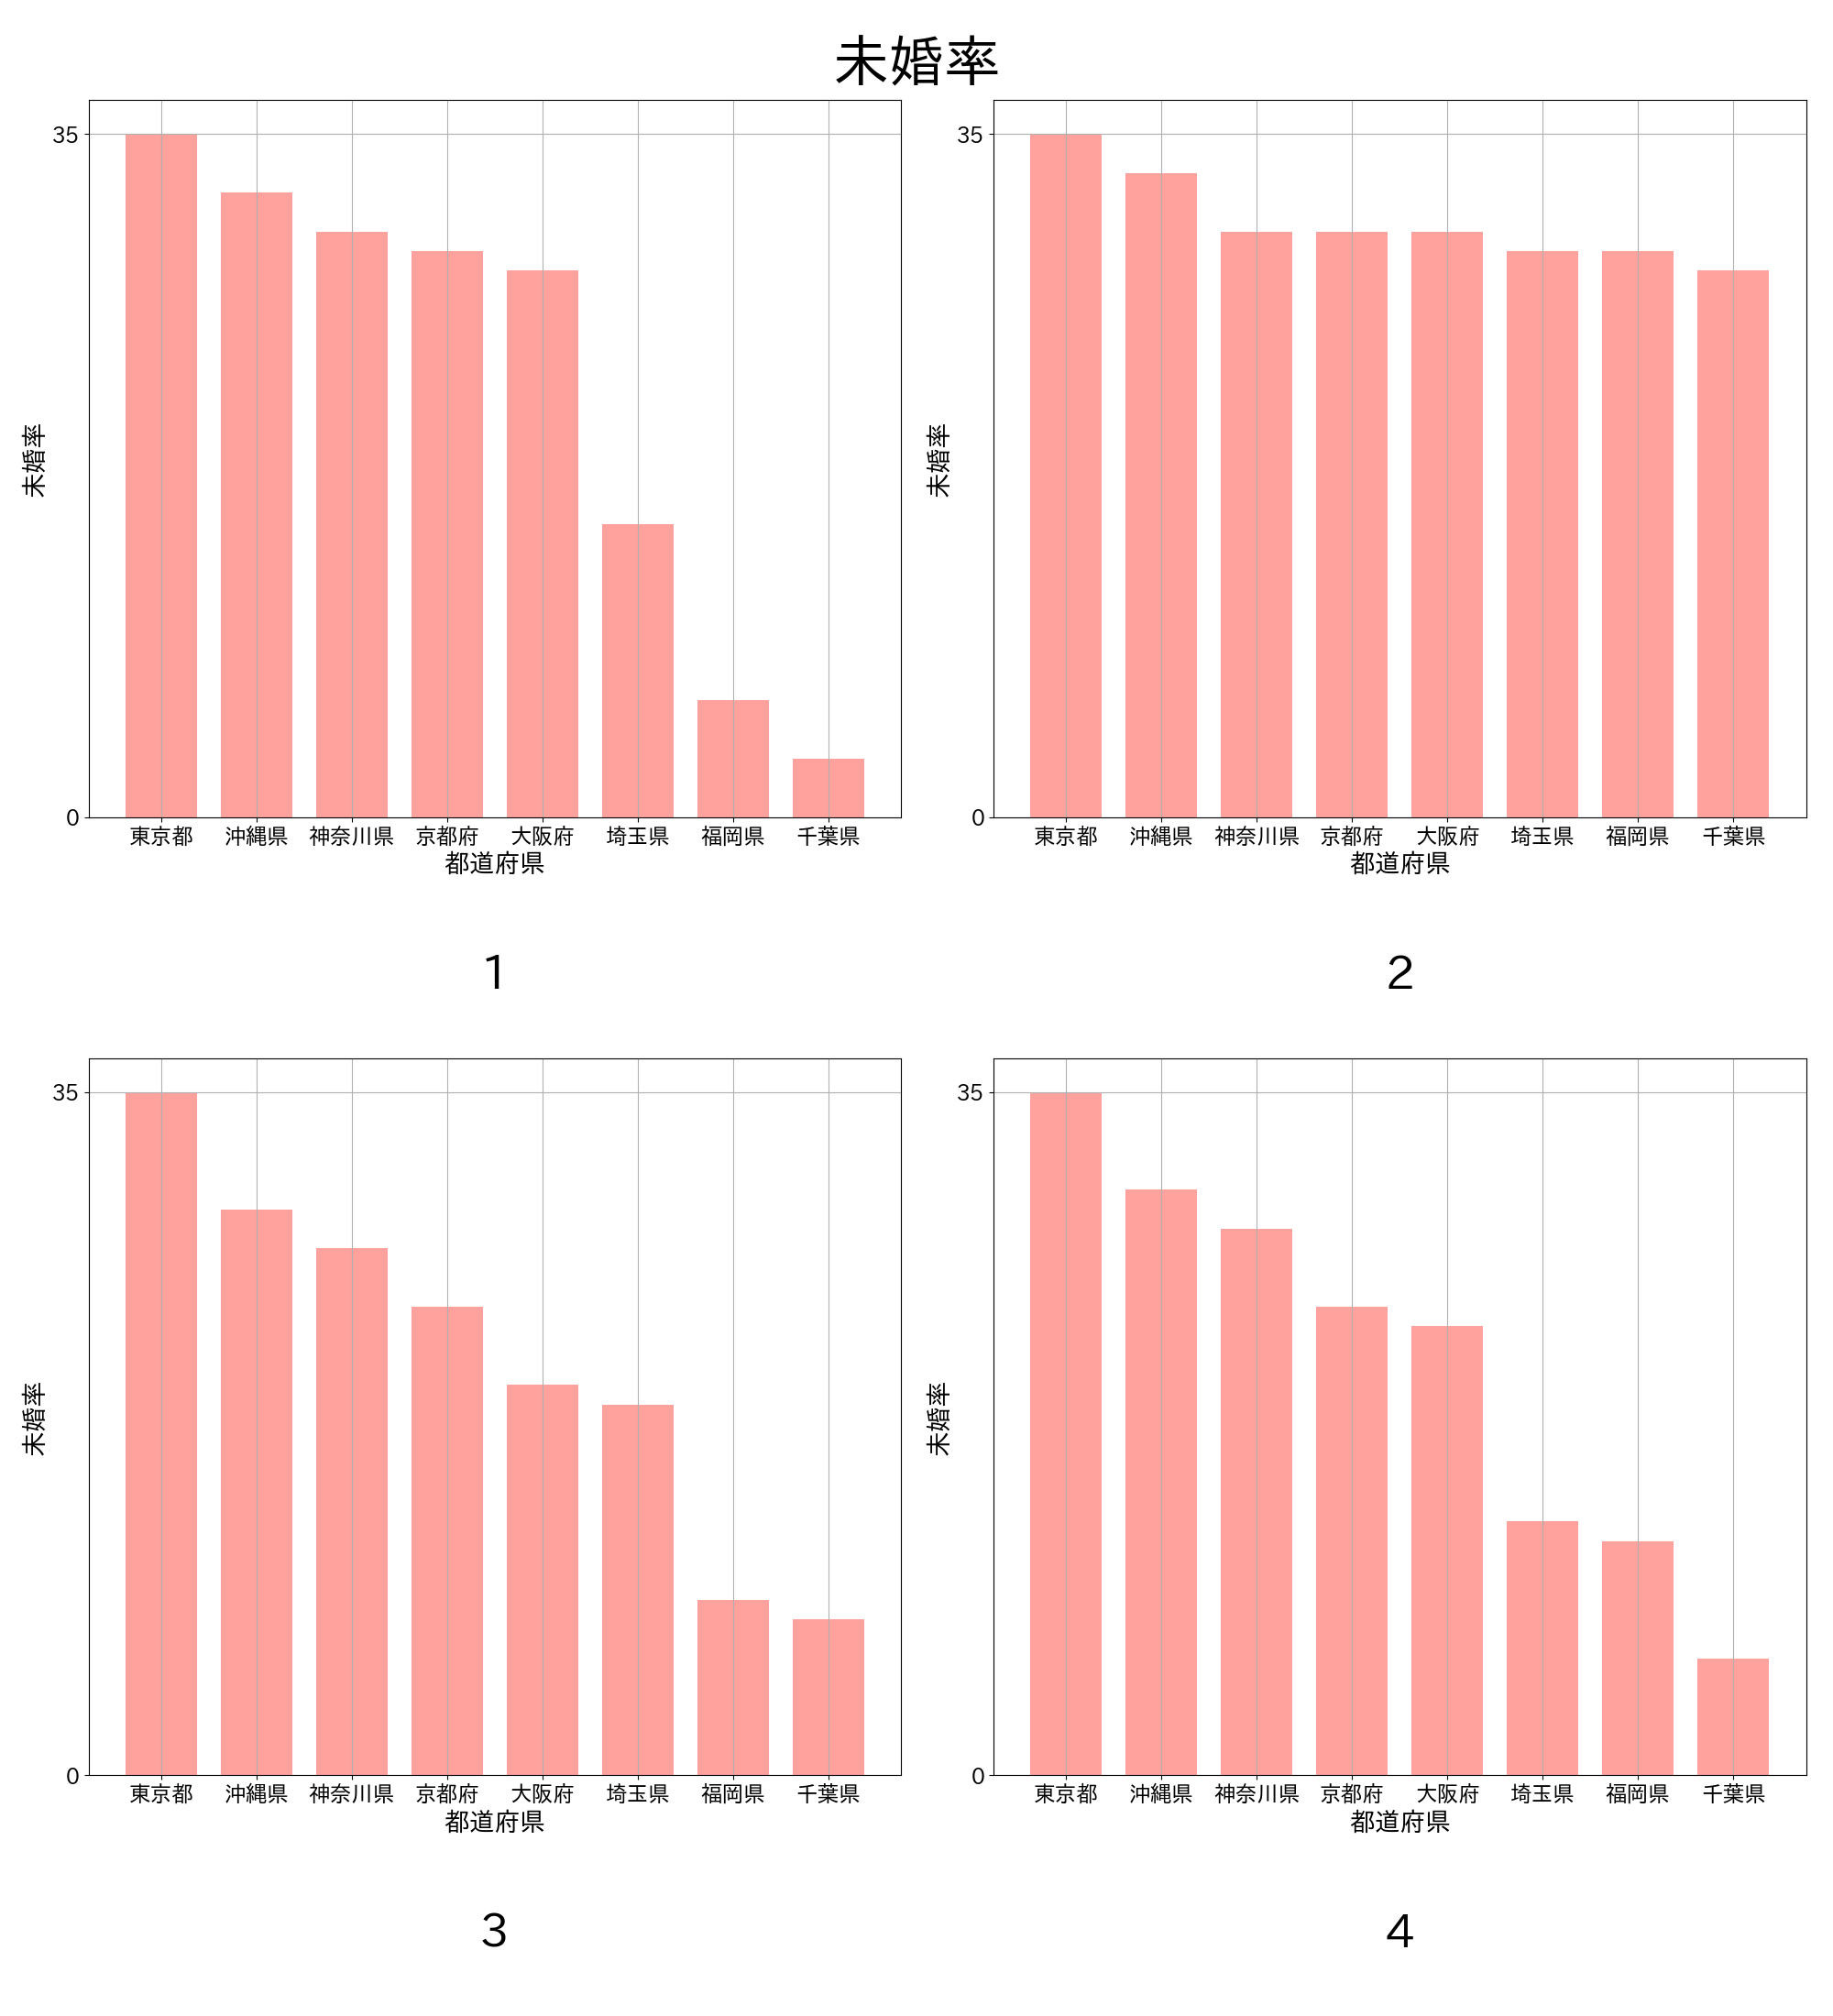 未婚率
35
0
未婚率
東京都 沖縄県 神奈川県 京都府 大阪府 埼玉県 福岡県 千葉県
都道府県
1
35
0
未婚率
東京都 沖縄県 神奈川県 京都府 大阪府 埼玉県 福岡県 千葉県
都道府県
2
35
0
未婚率
東京都 沖縄県 神奈川県 京都府 大阪府 埼玉県 福岡県 千葉県
都道府県
3
35
0
未婚率
東京都 沖縄県 神奈川県 京都府 大阪府 埼玉県 福岡県 千葉県
都道府県
4